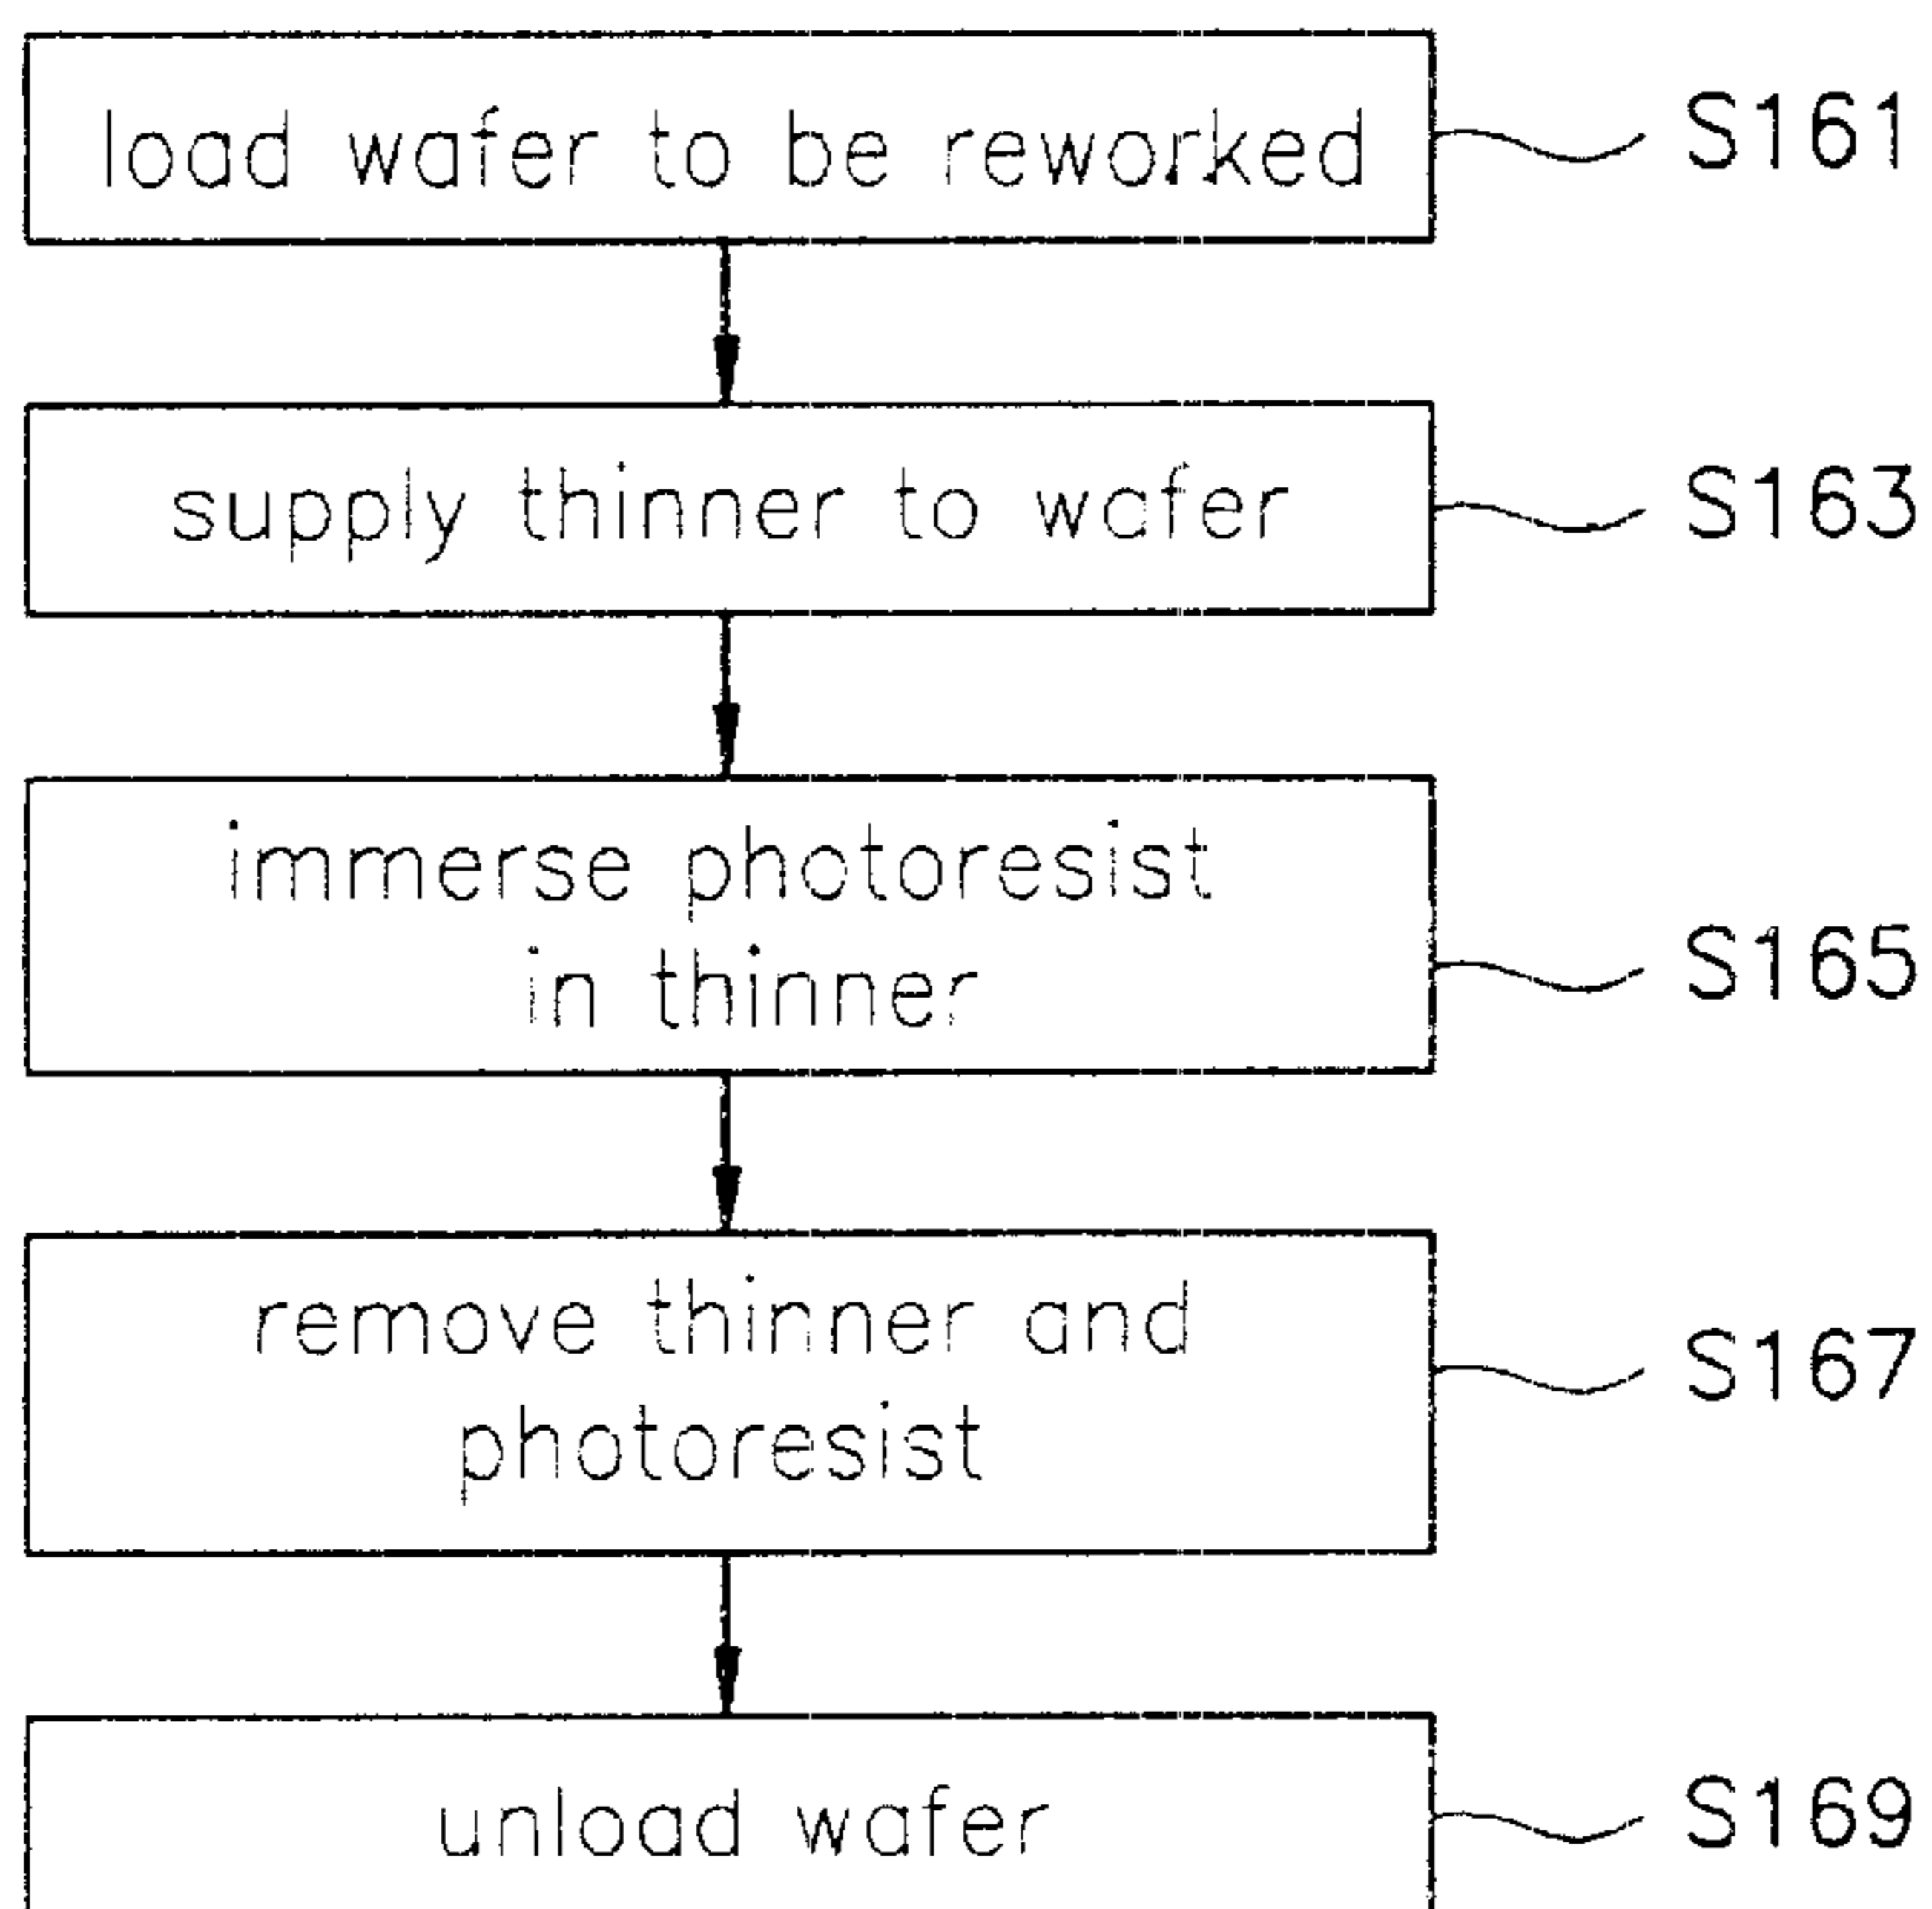 load wafer to be reworked
S161
supply thinner to wafer
S163
immerse photoresist
in thinner
S165
remove thinner and
photoresist
S167
unload wafer
S169